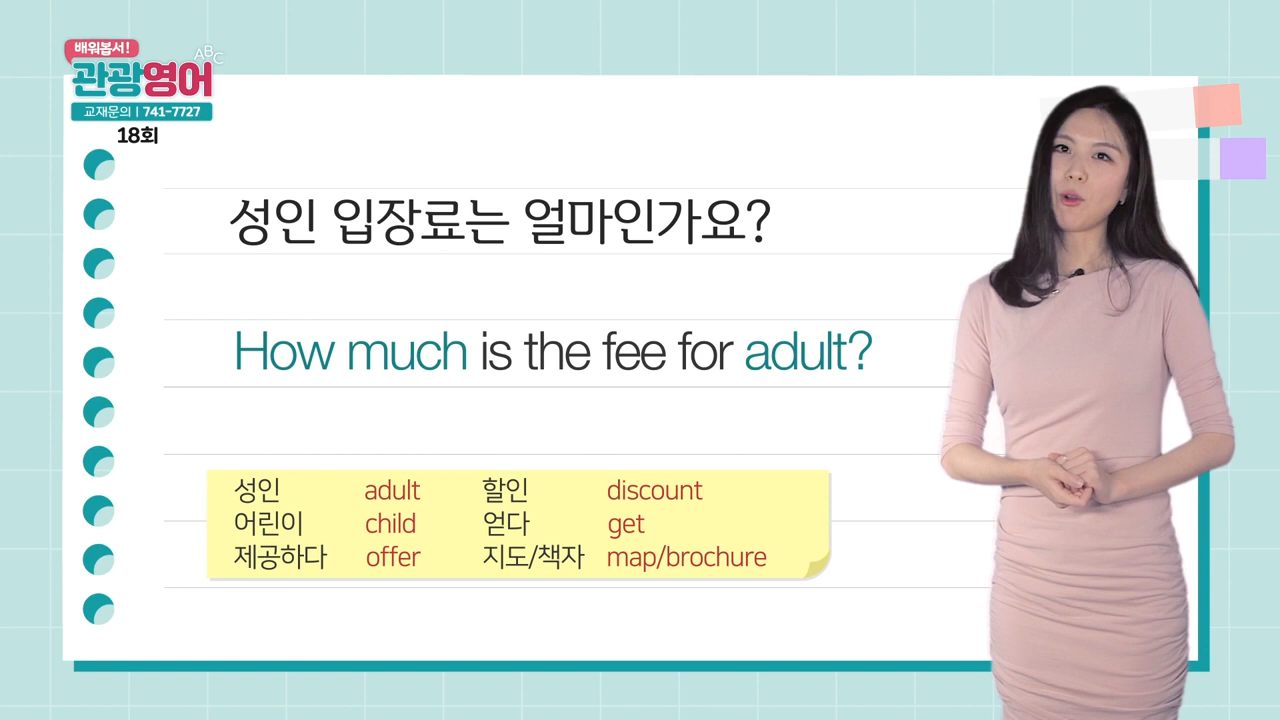 배워봅서!
ABC
관광영어
교재문의 | 741-7727
18회
성인 입장료는 얼마인가요?
How much is the fee for adult?
성인 adult 할인 discount
어린이 child 얻다 get
제공하다 offer 지도/책자 map/brochure